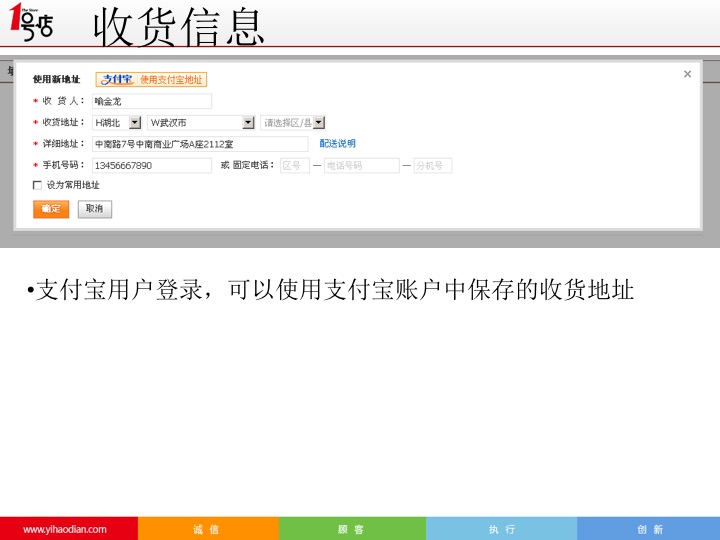 The Store
1号店
收货信息
使用新地址 支付宝 使用支付宝地址 ×
* 收 货 人： 喻金龙
* 收货地址： H湖北 W武汉市 请选择区/县
* 详细地址： 中南路7号中南商业广场A座2112室 配送说明
* 手机号码： 13456667890 或 固定电话： 区号 — 电话号码 — 分机号
设为常用地址
确定 取消
•支付宝用户登录，可以使用支付宝账户中保存的收货地址
www.yihaodian.com 诚 信 顾 客 执 行 创 新